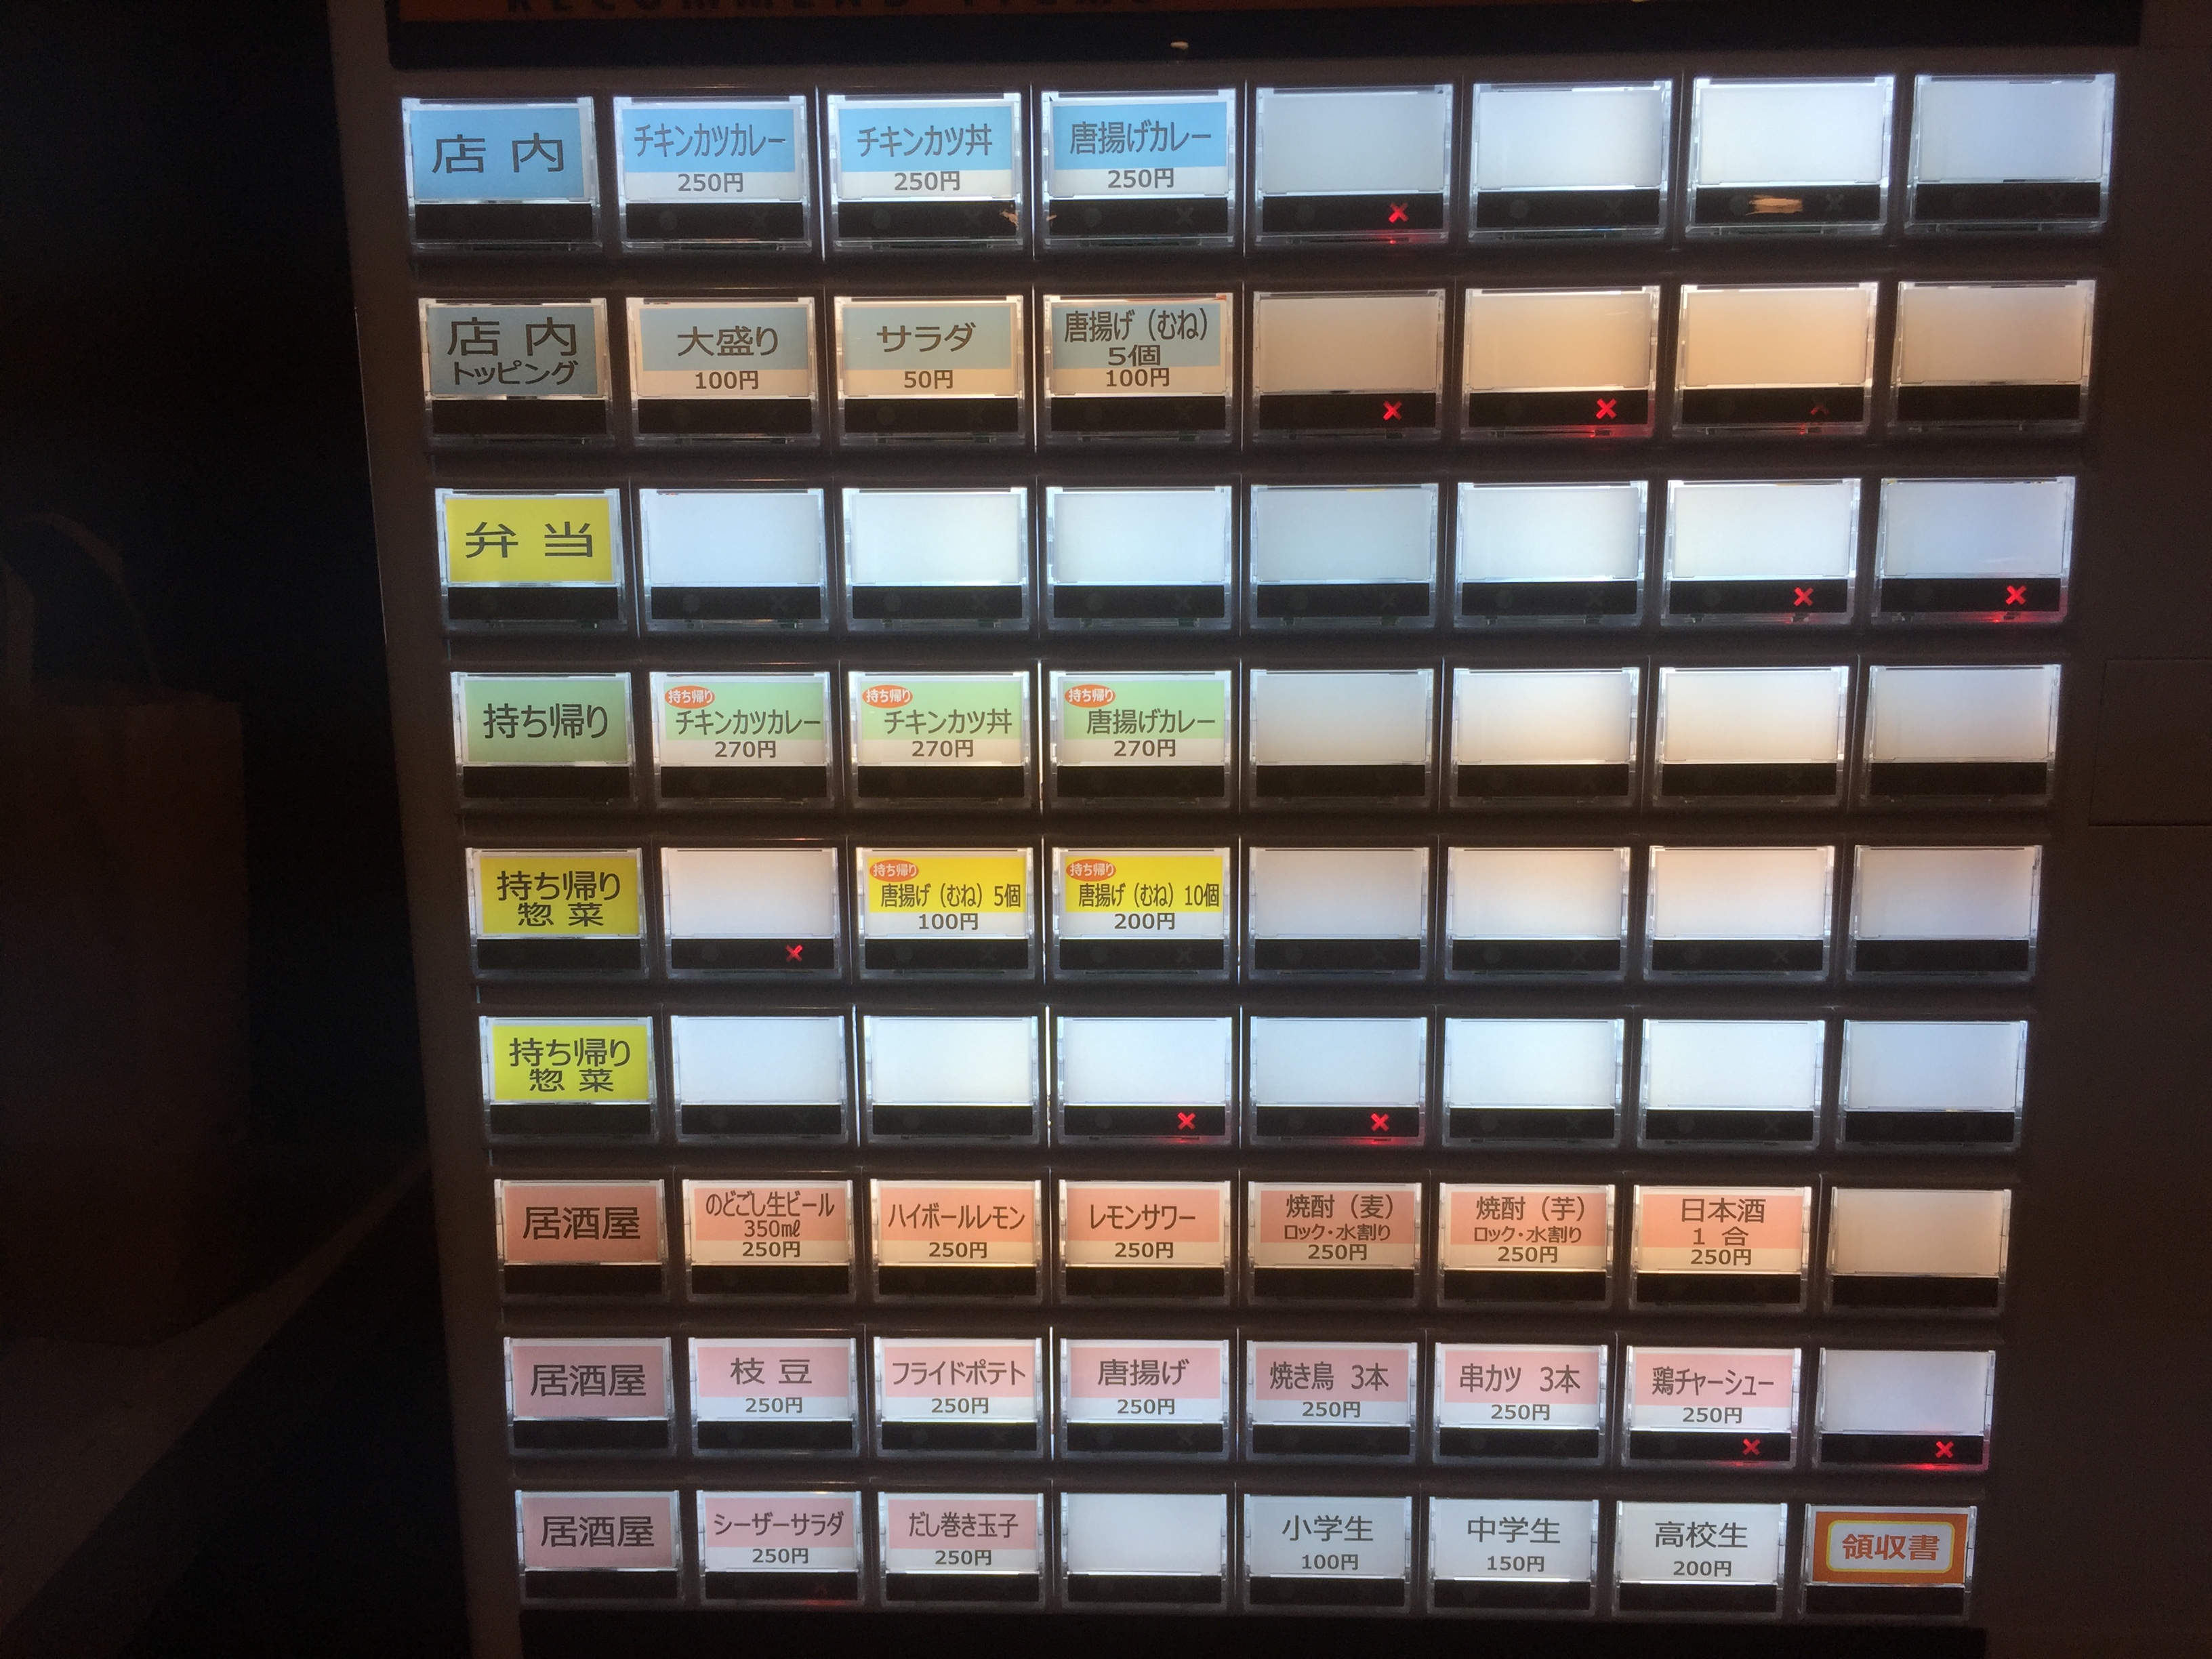 RECOMMEND ITEMS
店内
チキンカツカレー
250円
チキンカツ丼
250円
唐揚げカレー
250円
店内
トッピング
大盛り
100円
サラダ
50円
唐揚げ（むね）
5個
100円
弁当
持ち帰り
持ち帰り
チキンカツカレー
270円
持ち帰り
チキンカツ丼
270円
持ち帰り
唐揚げカレー
270円
持ち帰り
惣菜
持ち帰り
唐揚げ（むね）5個
100円
持ち帰り
唐揚げ（むね）10個
200円
持ち帰り
惣菜
居酒屋
のどごし生ビール
350㎖
250円
ハイボールレモン
250円
レモンサワー
250円
焼酎（麦）
ロック・水割り
250円
焼酎（芋）
ロック・水割り
250円
日本酒
1 合
250円
居酒屋
枝豆
250円
フライドポテト
250円
唐揚げ
250円
焼き鳥 3本
250円
串カツ 3本
250円
鶏チャーシュー
250円
居酒屋
シーザーサラダ
250円
だし巻き玉子
250円
小学生
100円
中学生
150円
高校生
200円
領収書